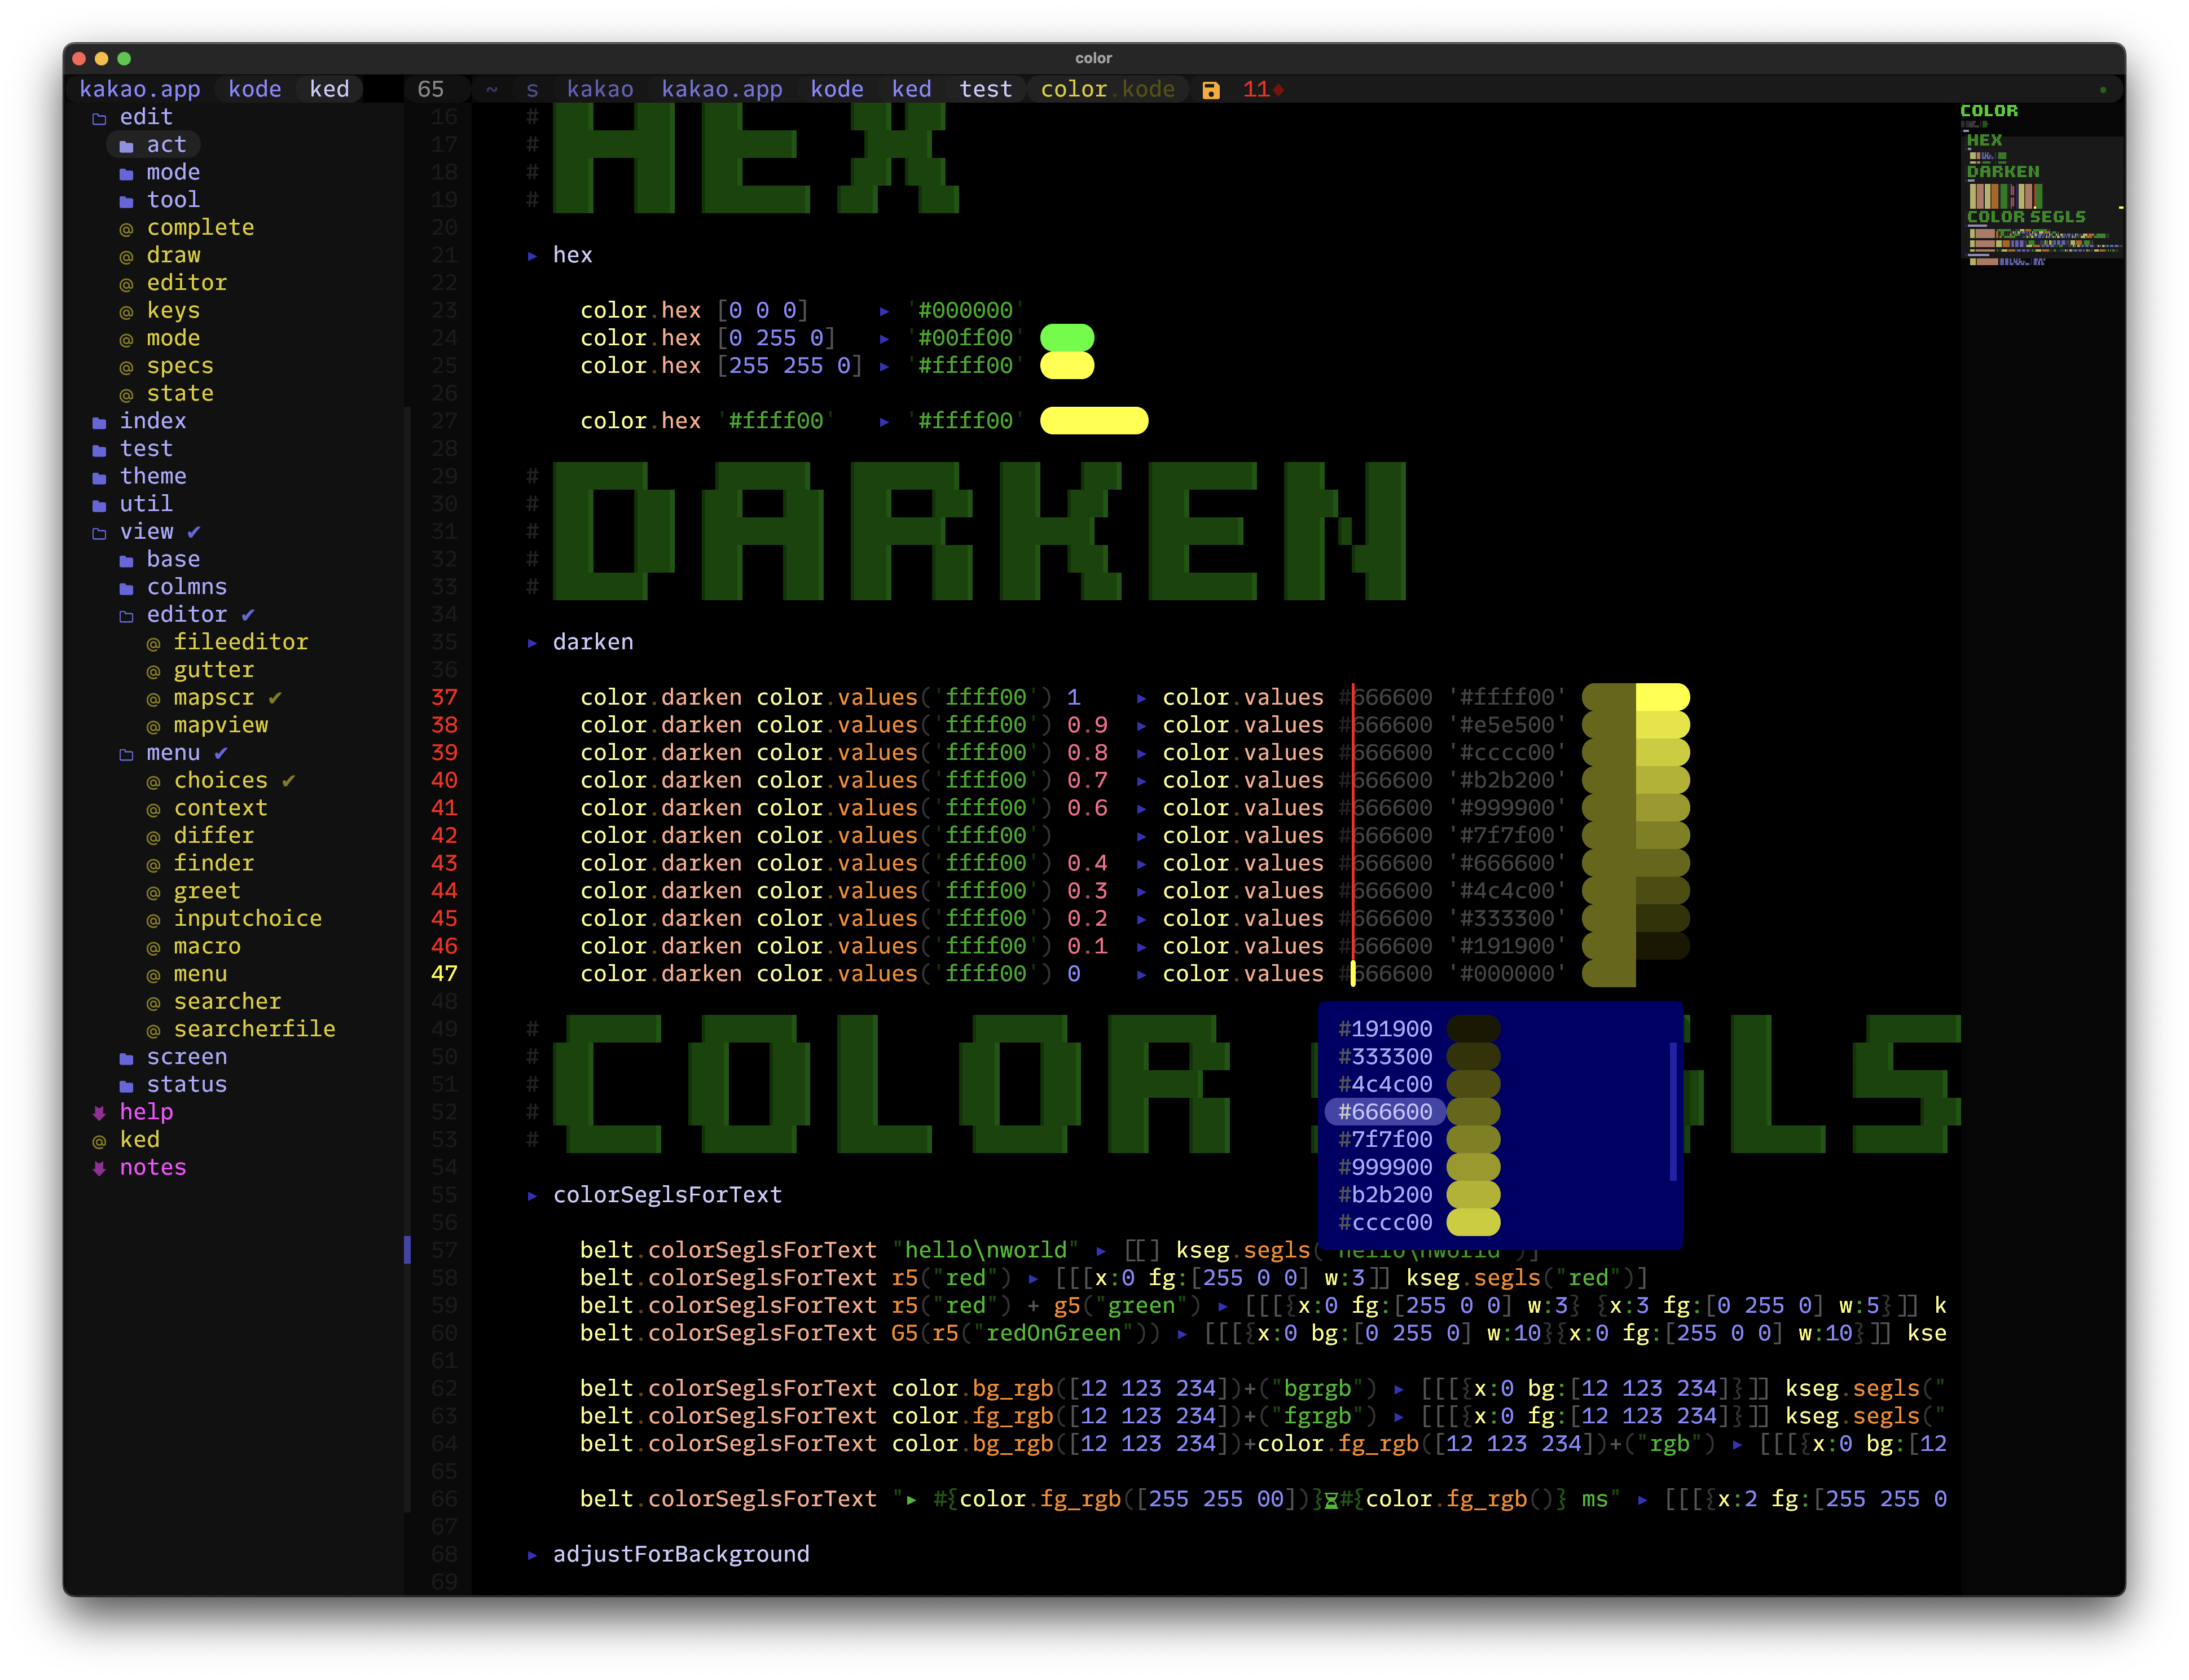 color
kakao.app kode ked
65 ~ s kakao kakao.app kode ked test color.kode 11
edit
act
mode
tool
complete
draw
editor
keys
mode
specs
state
index
test
theme
util
view ✔
base
colmns
editor ✔
@ fileeditor
@ gutter
@ mapscr ✔
@ mapview
menu ✔
@ choices ✔
@ context
@ differ
@ finder
@ greet
@ inputchoice
@ macro
@ menu
@ searcher
@ searcherfile
screen
status
help
@ ked
notes
16 #
17 #
18 #
19 #
HEX
20
21 ▸ hex
22
23 color.hex [0 0 0] ▸ '#000000'
24 color.hex [0 255 0] ▸ '#00ff00'
25 color.hex [255 255 0] ▸ '#ffff00'
26
27 color.hex '#ffff00' ▸ '#ffff00'
28
29 #
30 #
31 #
32 #
33 #
DARKEN
34
35 ▸ darken
36
37 color.darken color.values('ffff00') 1 ▸ color.values #666600 '#ffff00'
38 color.darken color.values('ffff00') 0.9 ▸ color.values #666600 '#e5e500'
39 color.darken color.values('ffff00') 0.8 ▸ color.values #666600 '#cccc00'
40 color.darken color.values('ffff00') 0.7 ▸ color.values #666600 '#b2b200'
41 color.darken color.values('ffff00') 0.6 ▸ color.values #666600 '#999900'
42 color.darken color.values('ffff00') ▸ color.values #666600 '#7f7f00'
43 color.darken color.values('ffff00') 0.4 ▸ color.values #666600 '#666600'
44 color.darken color.values('ffff00') 0.3 ▸ color.values #666600 '#4c4c00'
45 color.darken color.values('ffff00') 0.2 ▸ color.values #666600 '#333300'
46 color.darken color.values('ffff00') 0.1 ▸ color.values #666600 '#191900'
47 color.darken color.values('ffff00') 0 ▸ color.values #666600 '#000000'
48
49 #
50 #
51 #
52 #
53 #
COLOR LS
#191900
#333300
#4c4c00
#666600
#7f7f00
#999900
#b2b200
#cccc00
54
55 ▸ colorSeglsForText
56
57 belt.colorSeglsForText "hello\nworld" ▸ [[] kseg.segls("hello\nworld")]
58 belt.colorSeglsForText r5("red") ▸ [[[x:0 fg:[255 0 0] w:3]] kseg.segls("red")]
59 belt.colorSeglsForText r5("red") + g5("green") ▸ [[[{x:0 fg:[255 0 0] w:3} {x:3 fg:[0 255 0] w:5}]] k
60 belt.colorSeglsForText G5(r5("redOnGreen")) ▸ [[[{x:0 bg:[0 255 0] w:10}{x:0 fg:[255 0 0] w:10}]] kse
61
62 belt.colorSeglsForText color.bg_rgb([12 123 234])+("bgrgb") ▸ [[[{x:0 bg:[12 123 234]}]] kseg.segls("
63 belt.colorSeglsForText color.fg_rgb([12 123 234])+("fgrgb") ▸ [[[{x:0 fg:[12 123 234]}]] kseg.segls("
64 belt.colorSeglsForText color.bg_rgb([12 123 234])+color.fg_rgb([12 123 234])+("rgb") ▸ [[[{x:0 bg:[12
65
66 belt.colorSeglsForText "▸ #{color.fg_rgb([255 255 00])}⧗#{color.fg_rgb()} ms" ▸ [[[{x:2 fg:[255 255 0
67
68 ▸ adjustForBackground
69
COLOR
HEX
DARKEN
COLOR SEGLS